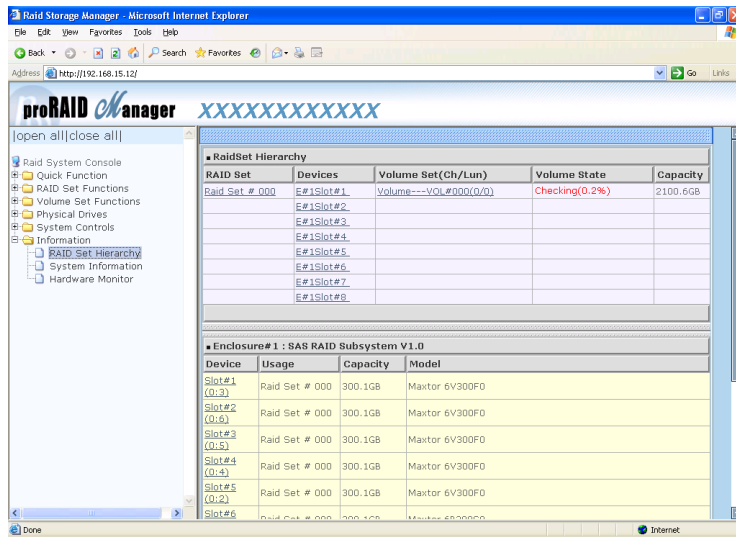 Raid Storage Manager - Microsoft Internet Explorer
File Edit View Favorites Tools Help
Back Search Favorites
Address http://192.168.15.12/ Go Links
proRAID Manager XXXXXXXXXXXX
|open all|close all|
Raid System Console
Quick Function
RAID Set Functions
Volume Set Functions
Physical Drives
System Controls
Information
RAID Set Hierarchy
System Information
Hardware Monitor
RaidSet Hierarchy
RAID Set Devices Volume Set(Ch/Lun) Volume State Capacity
Raid Set # 000 E#1Slot#1 Volume---VOL#000(0/0) Checking(0.2%) 2100.6GB
E#1Slot#2
E#1Slot#3
E#1Slot#4
E#1Slot#5
E#1Slot#6
E#1Slot#7
E#1Slot#8
Enclosure#1 : SAS RAID Subsystem V1.0
Device Usage Capacity Model
Slot#1 (0:3) Raid Set # 000 300.1GB Maxtor 6V300F0
Slot#2 (0:6) Raid Set # 000 300.1GB Maxtor 6V300F0
Slot#3 (0:5) Raid Set # 000 300.1GB Maxtor 6V300F0
Slot#4 (0:4) Raid Set # 000 300.1GB Maxtor 6V300F0
Slot#5 (0:2) Raid Set # 000 300.1GB Maxtor 6V300F0
Slot#6
Done Internet